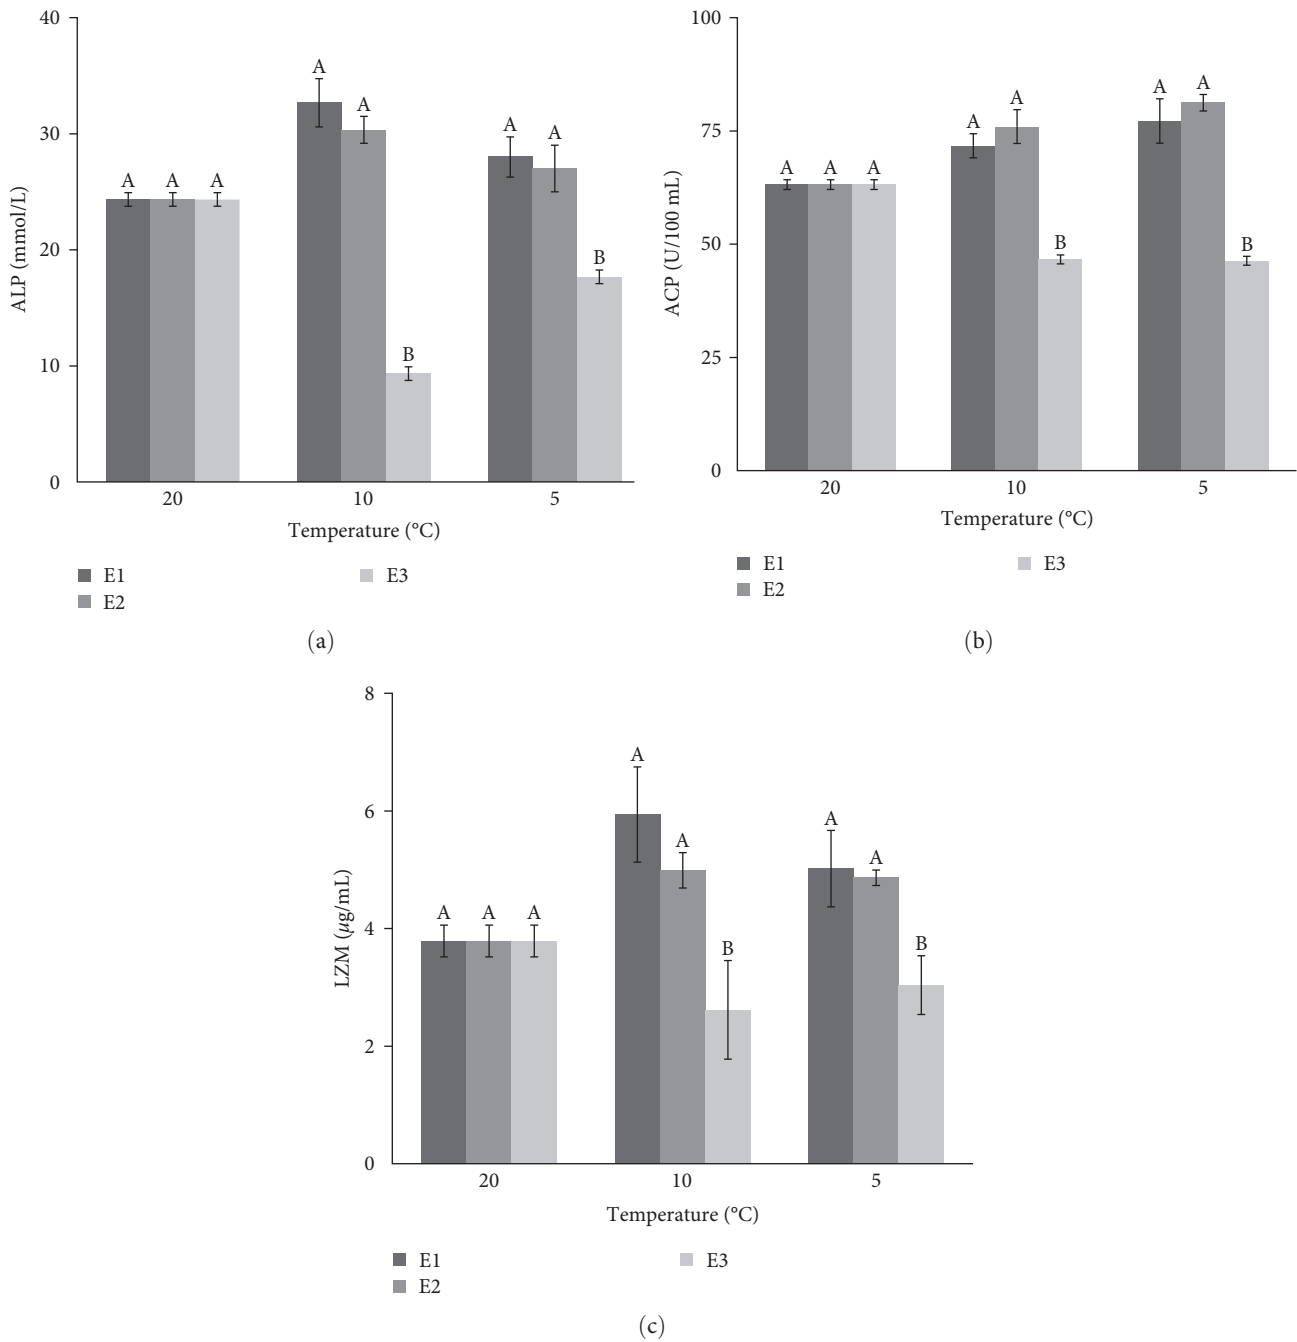 40
30
20
10
0
ALP (mmol/L)
A A A
A A B
A A B
20 10 5
Temperature (°C)
E1 E3
E2
(a)
100
75
50
25
0
ACP (U/100 mL)
A A A
A A B
A A B
20 10 5
Temperature (°C)
E1 E3
E2
(b)
8
6
4
2
0
LZM (µg/mL)
A A A
A A B
A A B
20 10 5
Temperature (°C)
E1 E3
E2
(c)